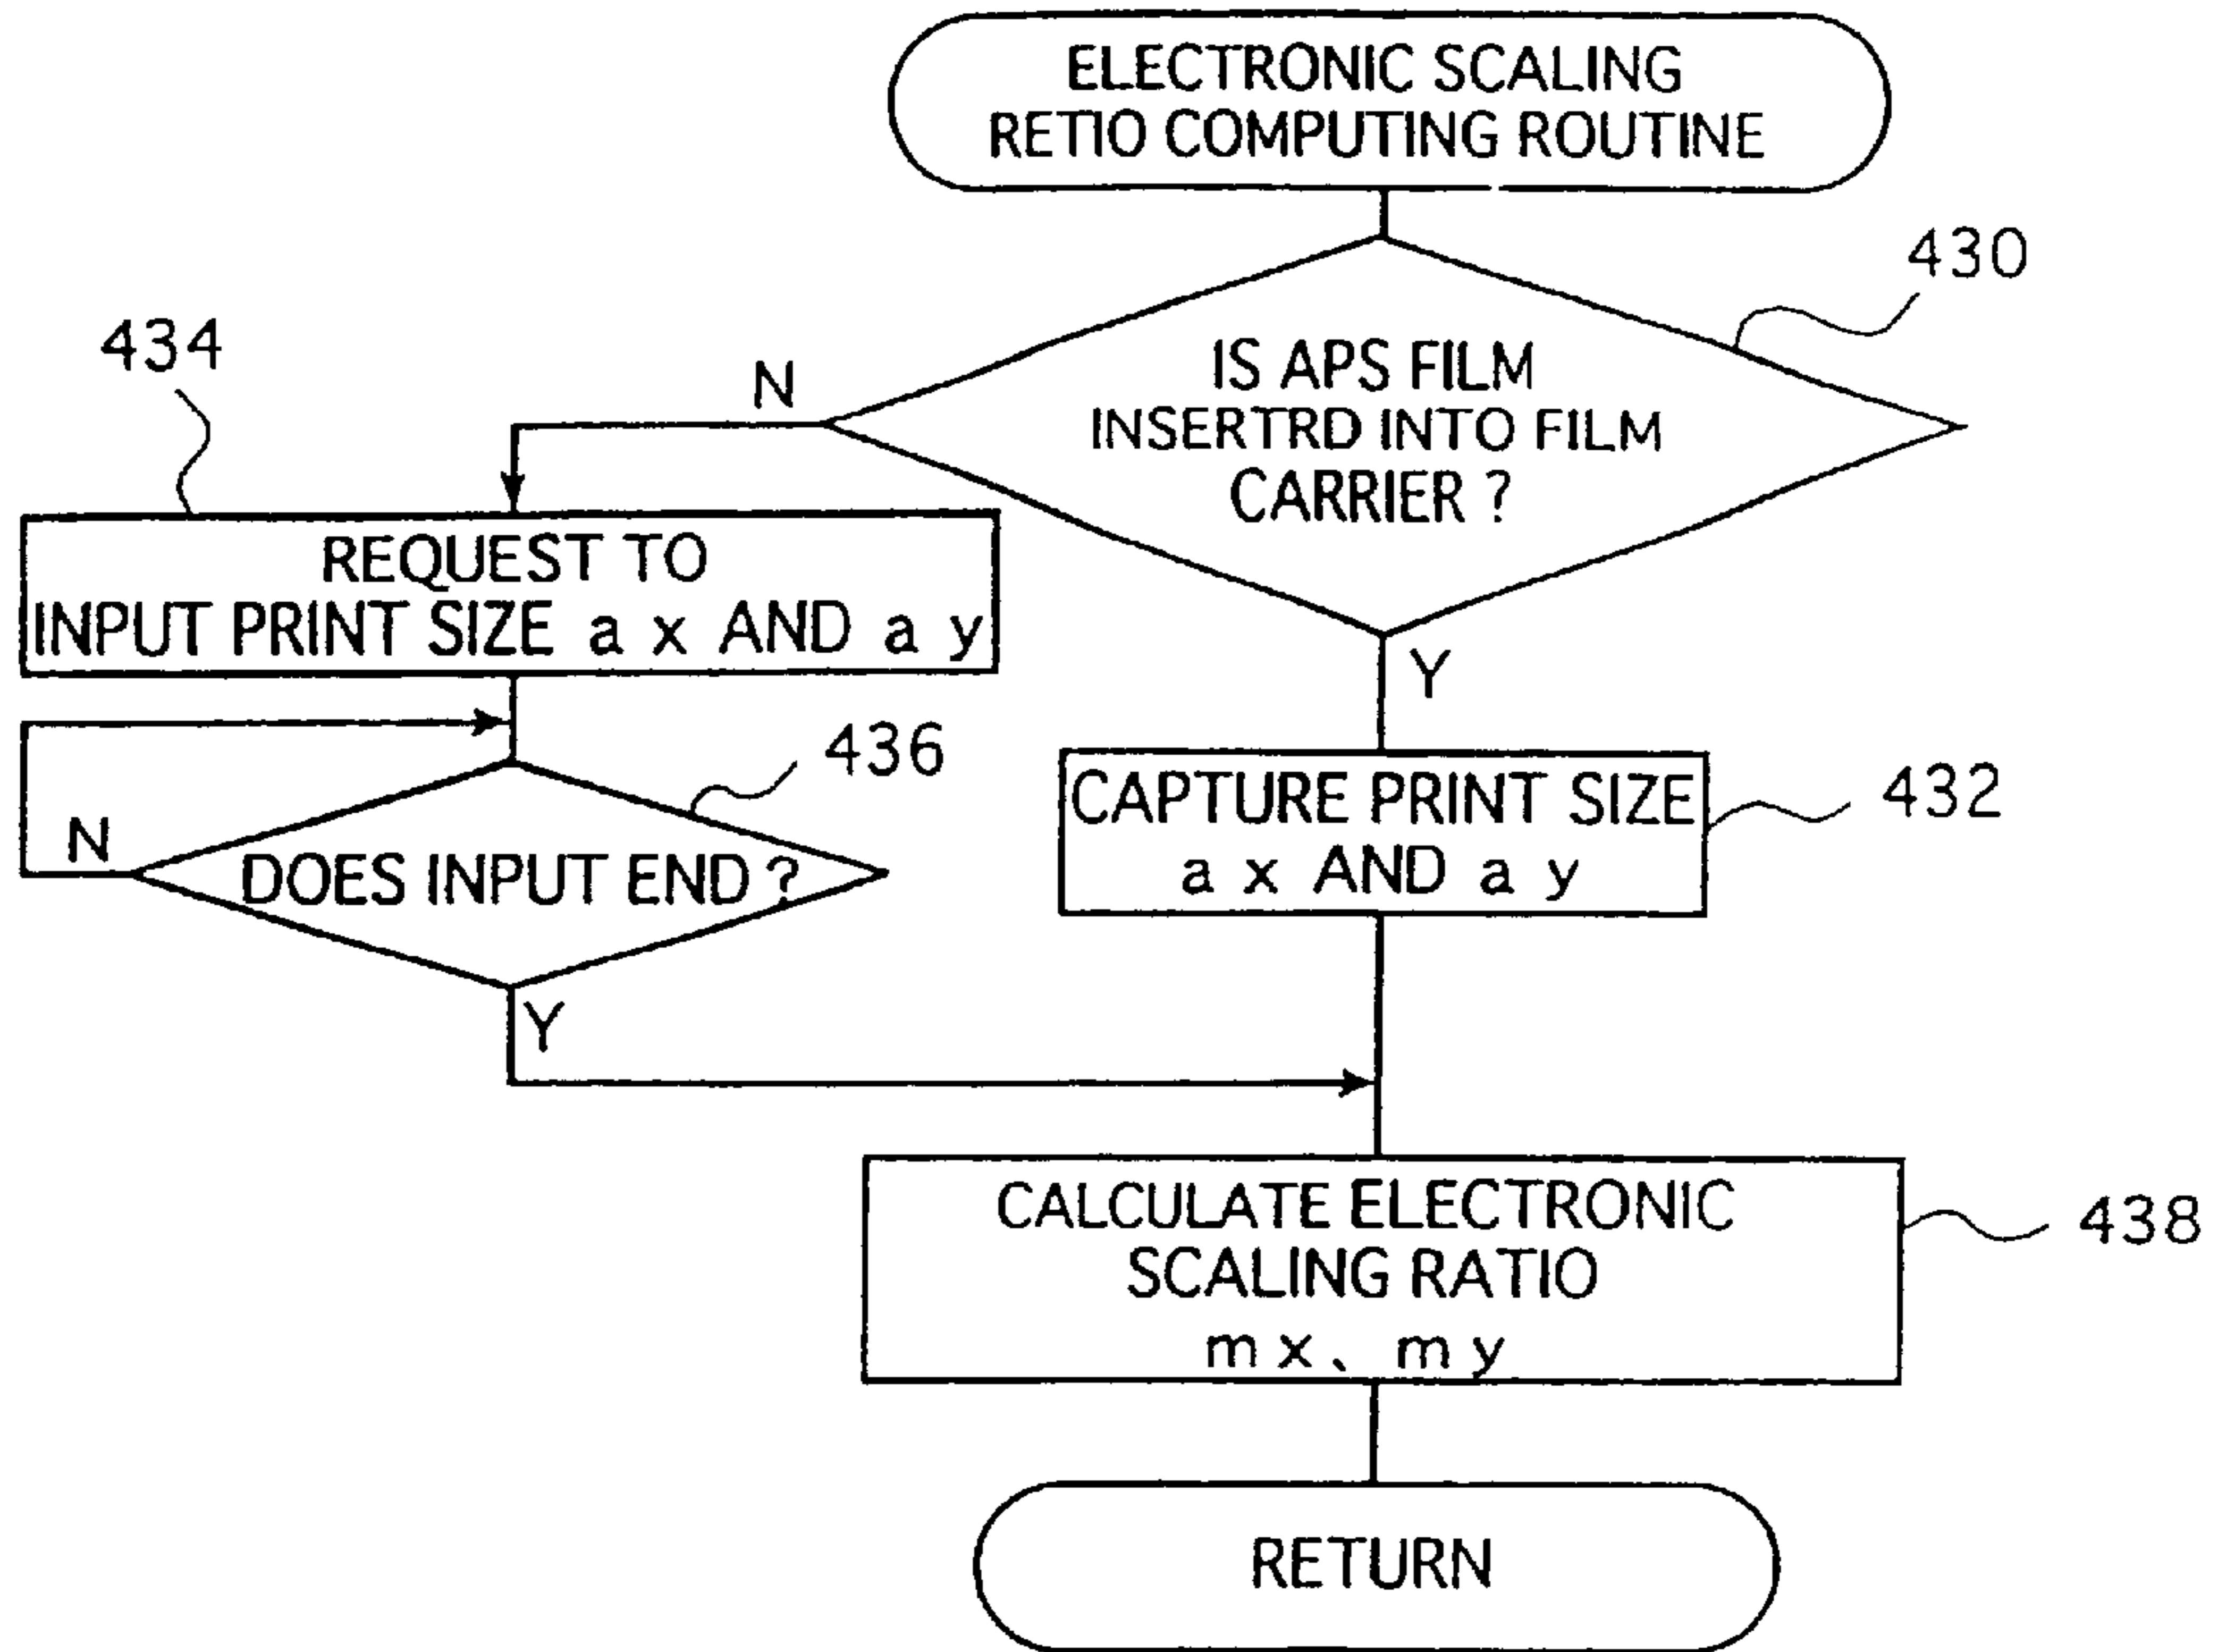 ELECTRONIC SCALING
RETIO COMPUTING ROUTINE
430
IS APS FILM
INSERTRD INTO FILM
CARRIER ?
N
434
REQUEST TO
INPUT PRINT SIZE a x AND a y
Y
436
N
DOES INPUT END ?
CAPTURE PRINT SIZE
a x AND a y
432
Y
CALCULATE ELECTRONIC
SCALING RATIO
m x、 m y
438
RETURN